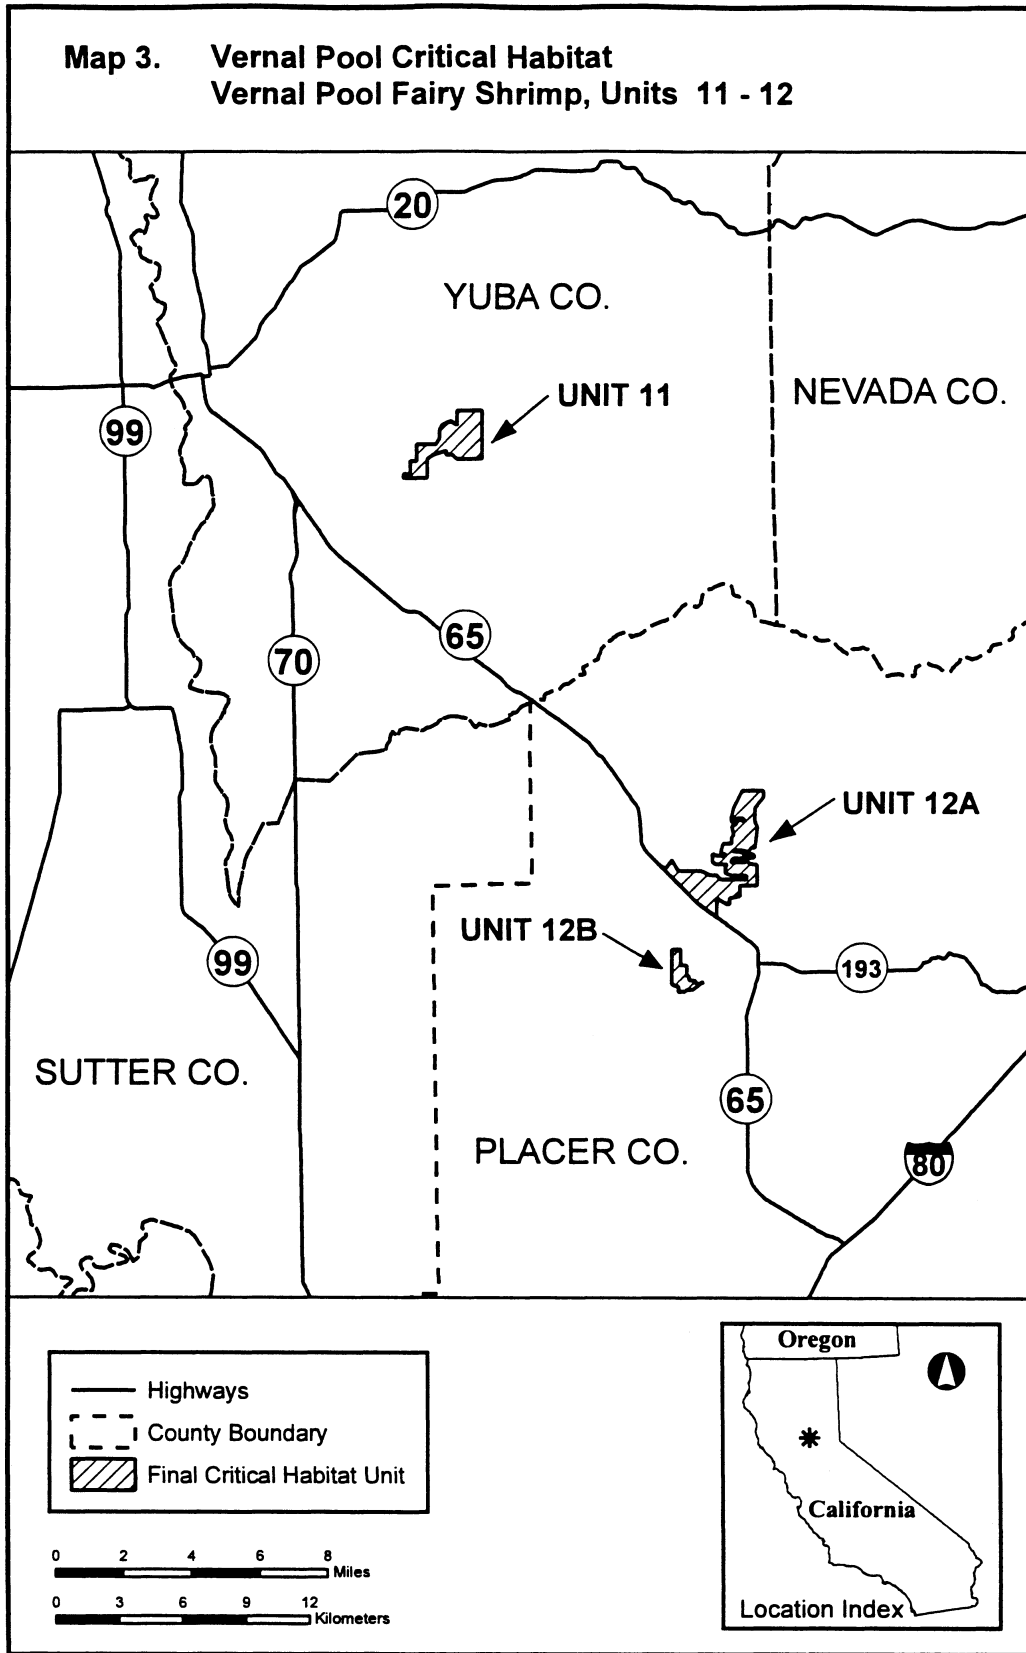 Map 3. Vernal Pool Critical Habitat
Vernal Pool Fairy Shrimp, Units 11 - 12
20
YUBA CO.
NEVADA CO.
UNIT 11
99
65
70
UNIT 12A
UNIT 12B
99
193
SUTTER CO.
65
PLACER CO.
80
Highways
County Boundary
Final Critical Habitat Unit
0 2 4 6 8
Miles
0 3 6 9 12
Kilometers
Oregon
California
Location Index